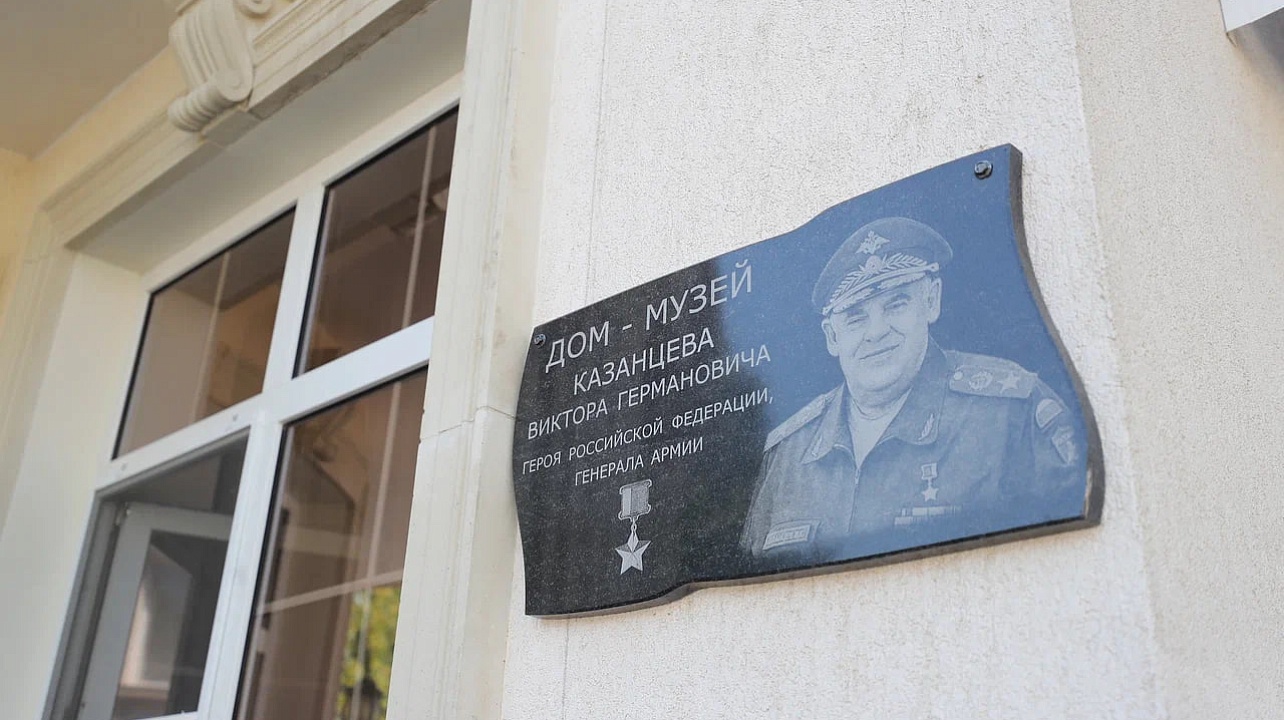 ДОМ - МУЗЕЙ
КАЗАНЦЕВА
ВИКТОРА ГЕРМАНОВИЧА
ГЕРОЯ РОССИЙСКОЙ ФЕДЕРАЦИИ,
ГЕНЕРАЛА АРМИИ